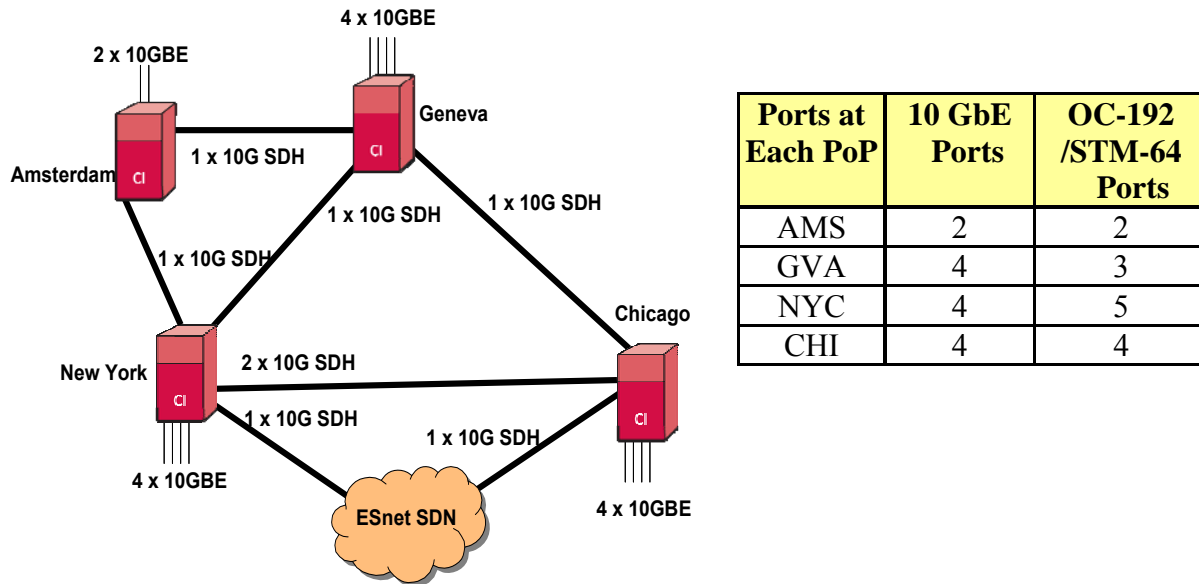 4 x 10GBE
2 x 10GBE
Geneva
CI
CI
1 x 10G SDH
Amsterdam
1 x 10G SDH
1 x 10G SDH
1 x 10G SDH
Chicago
New York
2 x 10G SDH
CI
CI
1 x 10G SDH
1 x 10G SDH
4 x 10GBE
ESnet SDN
4 x 10GBE
Ports at Each PoP | 10 GbE Ports | OC-192 /STM-64 Ports
AMS | 2 | 2
GVA | 4 | 3
NYC | 4 | 5
CHI | 4 | 4